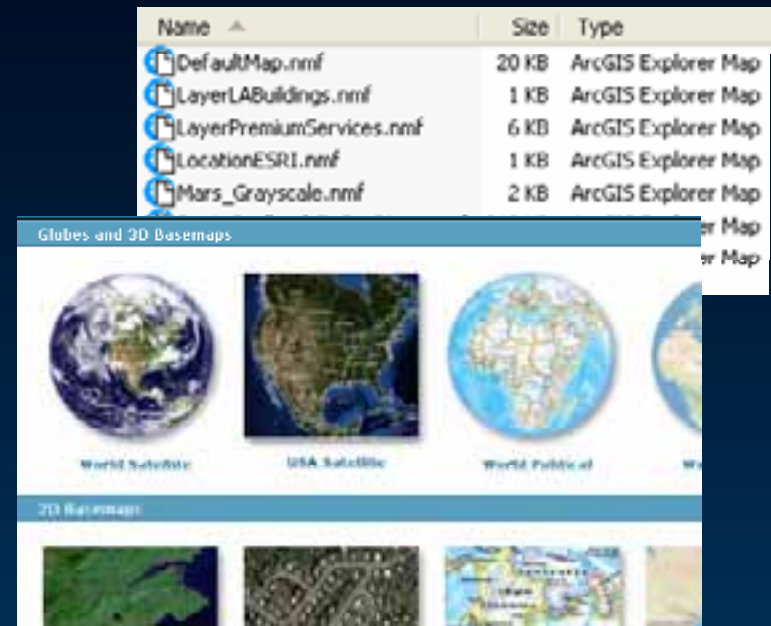 Name Size Type
DefaultMap.nmf 20 KB ArcGIS Explorer Map
LayerLABuildings.nmf 1 KB ArcGIS Explorer Map
LayerPremiumServices.nmf 6 KB ArcGIS Explorer Map
LocationESRI.nmf 1 KB ArcGIS Explorer Map
Mars_Grayscale.nmf 2 KB ArcGIS Explorer Map
Map
Map
Globes and 3D Basemaps
World Satellite USA Satellite World Political
2D Basemaps